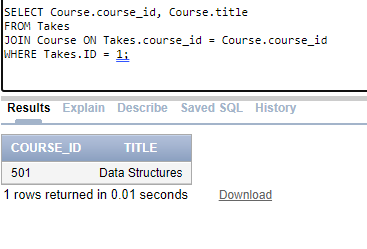 SELECT Course.course_id, Course.title
FROM Takes
JOIN Course ON Takes.course_id = Course.course_id
WHERE Takes.ID = 1;
Results Explain Describe Saved SQL History
COURSE_ID TITLE
501 Data Structures
1 rows returned in 0.01 seconds Download